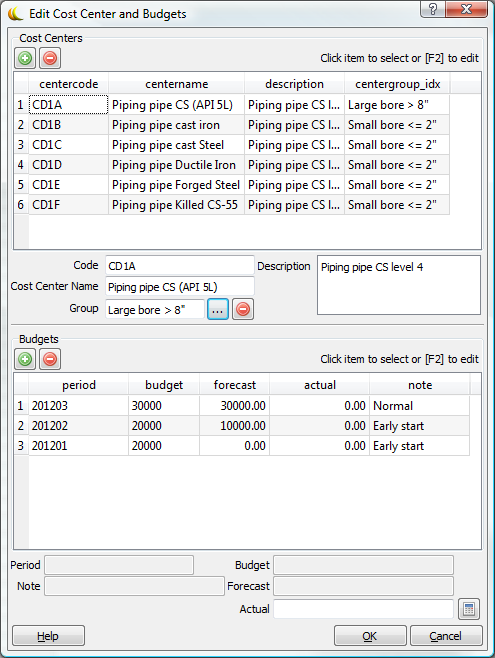 Edit Cost Center and Budgets
Cost Centers
Click item to select or [F2] to edit
centercode centername description centergroup_idx
1 CD1A Piping pipe CS (API 5L) Piping pipe CS l... Large bore > 8"
2 CD1B Piping pipe cast iron Piping pipe CS l... Small bore <= 2"
3 CD1C Piping pipe cast Steel Piping pipe CS l... Small bore <= 2"
4 CD1D Piping pipe Ductile Iron Piping pipe CS l... Small bore <= 2"
5 CD1E Piping pipe Forged Steel Piping pipe CS l... Small bore <= 2"
6 CD1F Piping pipe Killed CS-55 Piping pipe CS l... Small bore <= 2"
Code CD1A Description Piping pipe CS level 4
Cost Center Name Piping pipe CS (API 5L)
Group Large bore > 8" ...
Budgets
Click item to select or [F2] to edit
period budget forecast actual note
1 201203 30000 30000.00 0.00 Normal
2 201202 20000 10000.00 0.00 Early start
3 201201 20000 0.00 0.00 Early start
Period Budget
Note Forecast
Actual
Help OK Cancel